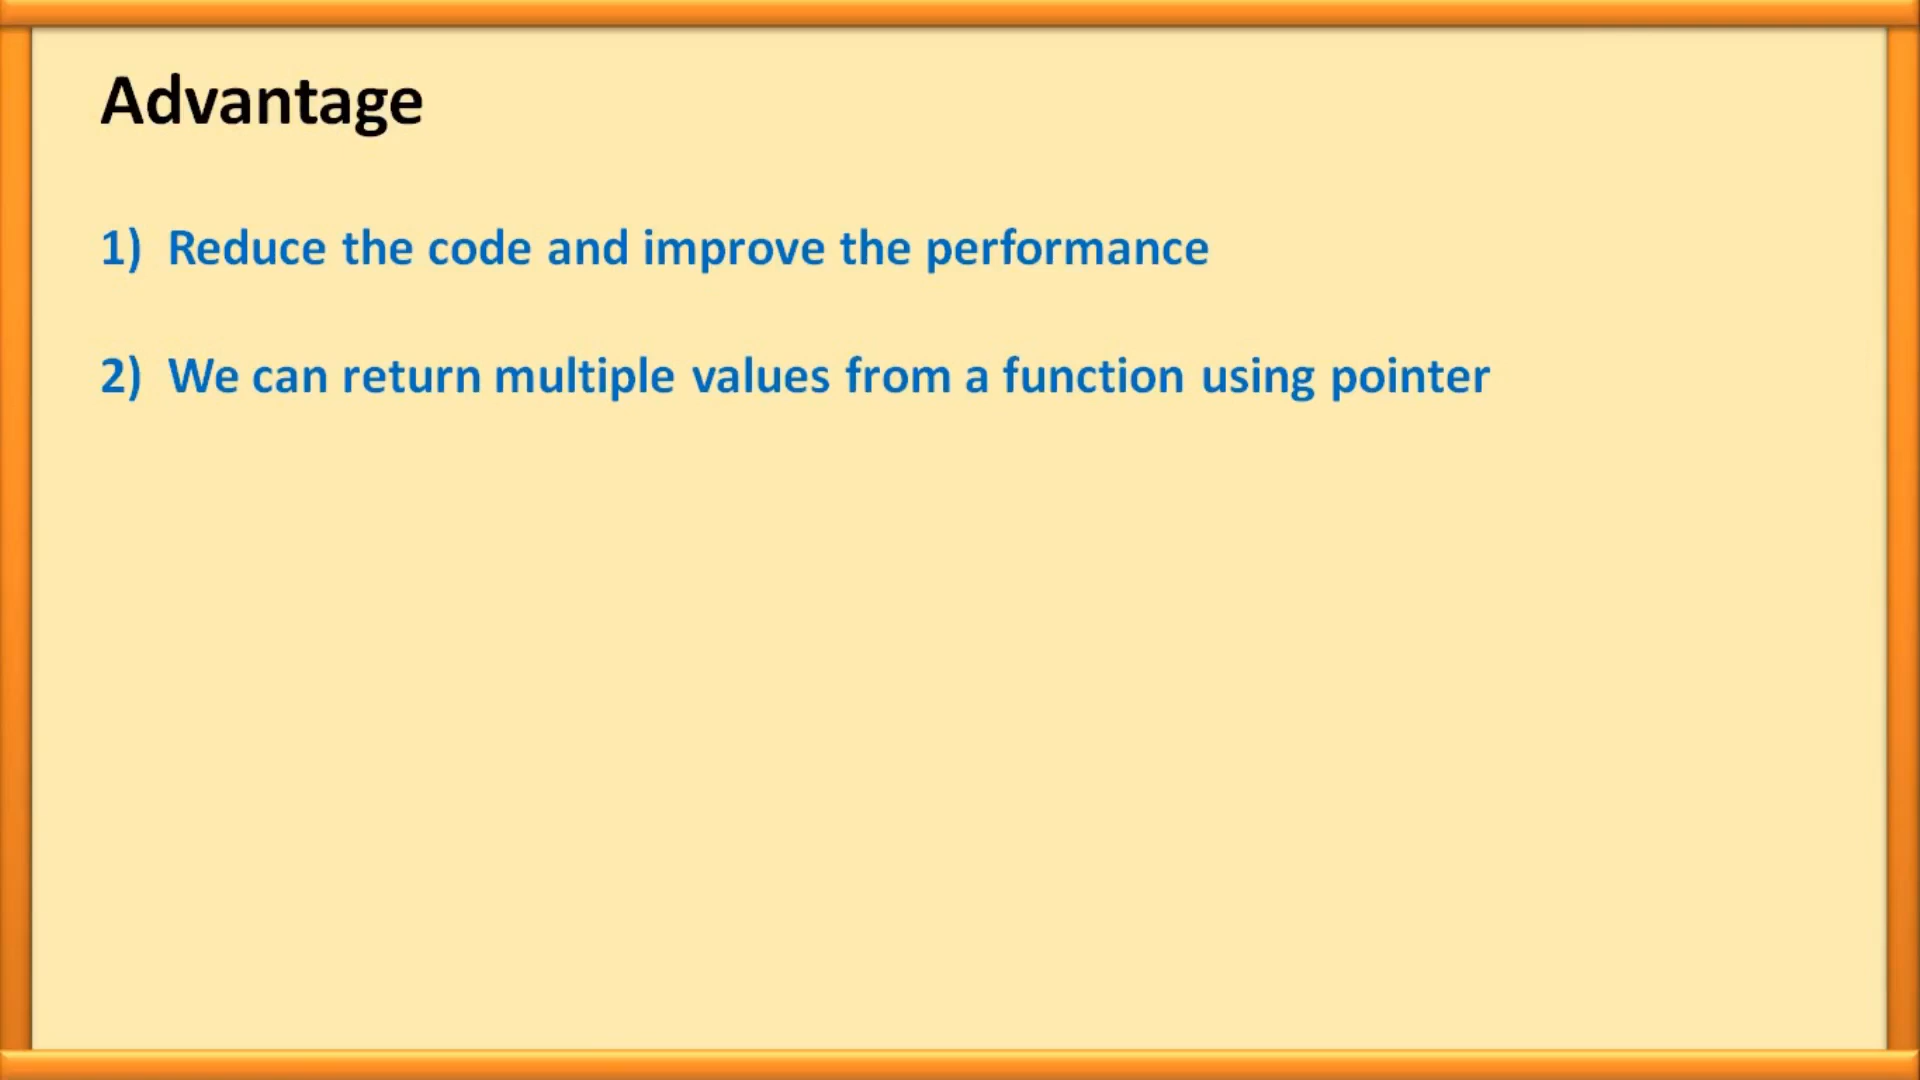 Advantage
1) Reduce the code and improve the performance
2) We can return multiple values from a function using pointer